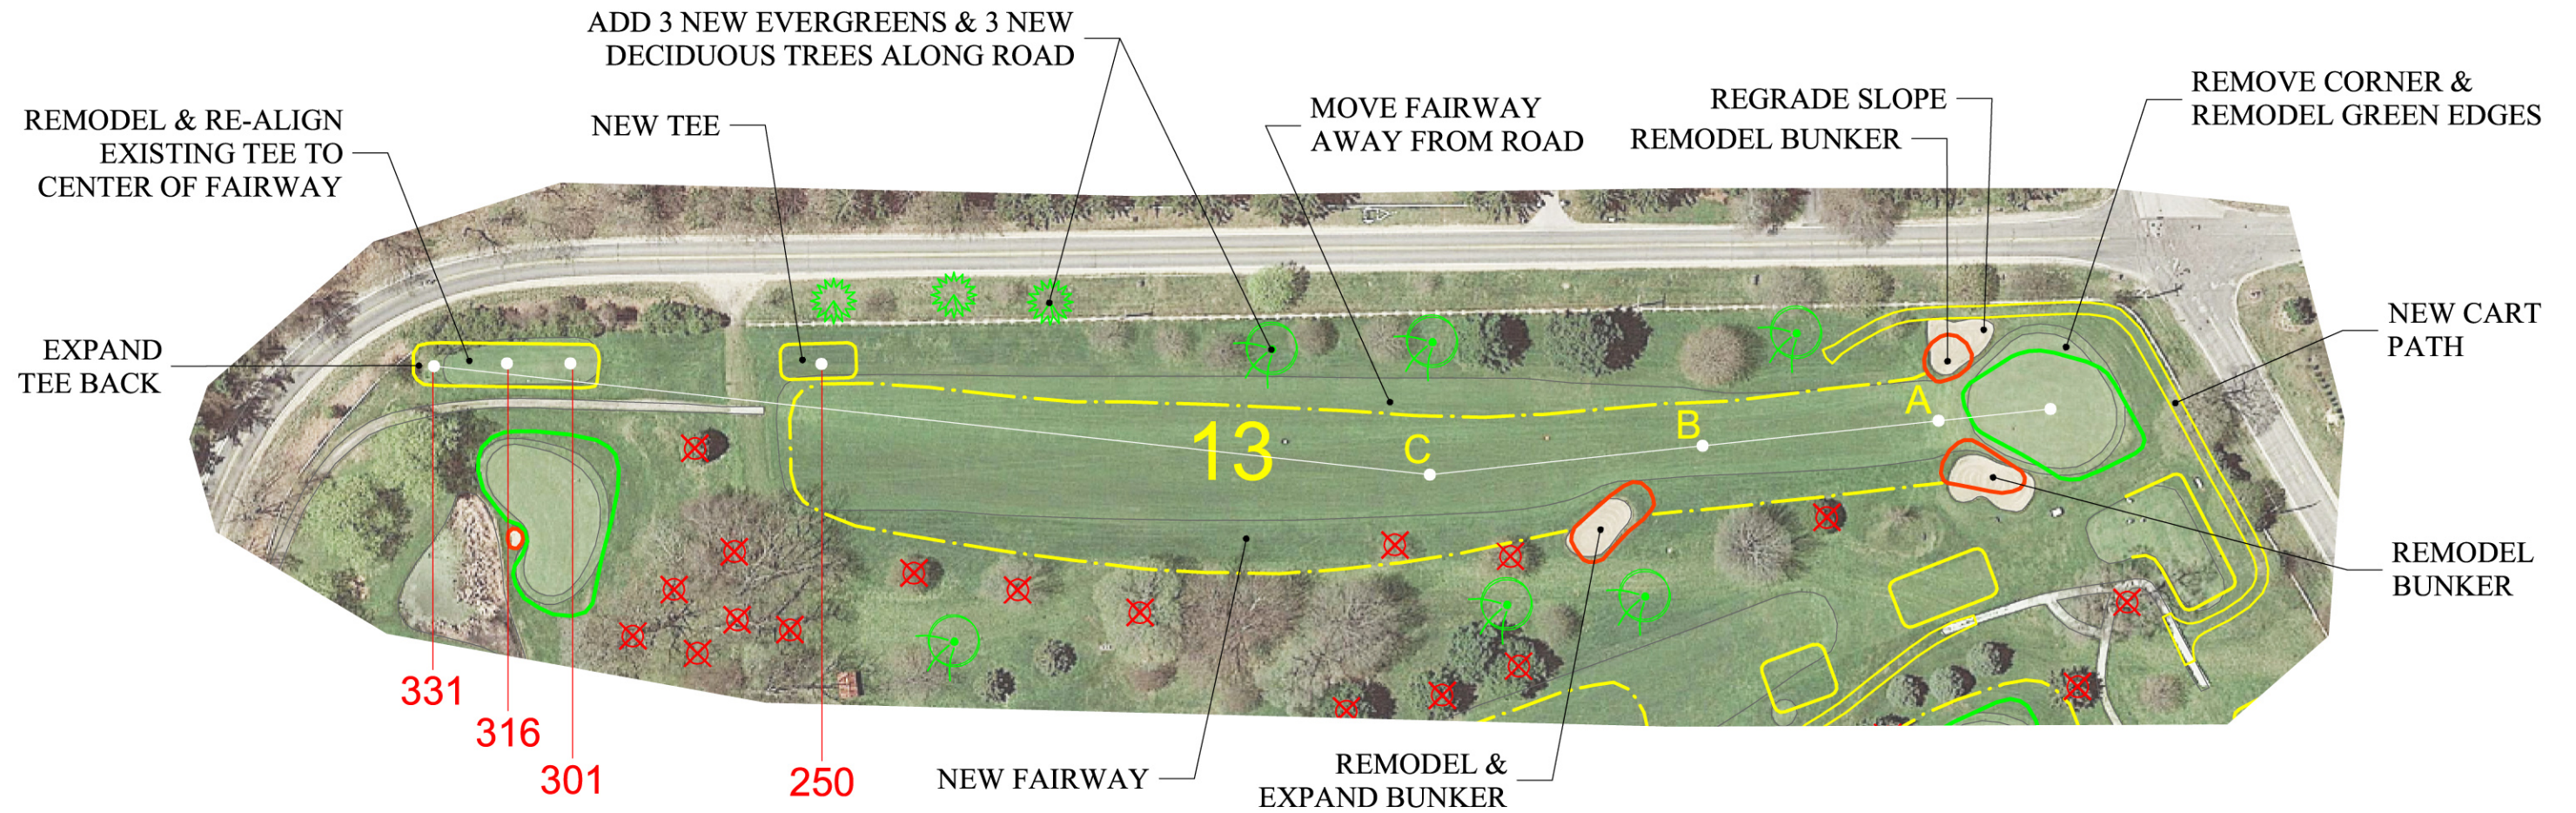 ADD 3 NEW EVERGREENS & 3 NEW
DECIDUOUS TREES ALONG ROAD
REMODEL & RE-ALIGN
EXISTING TEE TO
CENTER OF FAIRWAY
NEW TEE
MOVE FAIRWAY
AWAY FROM ROAD
REGRADE SLOPE
REMODEL BUNKER
REMOVE CORNER &
REMODEL GREEN EDGES
EXPAND
TEE BACK
NEW CART
PATH
13
C
B
A
REMODEL
BUNKER
331
316
301
250
NEW FAIRWAY
REMODEL &
EXPAND BUNKER